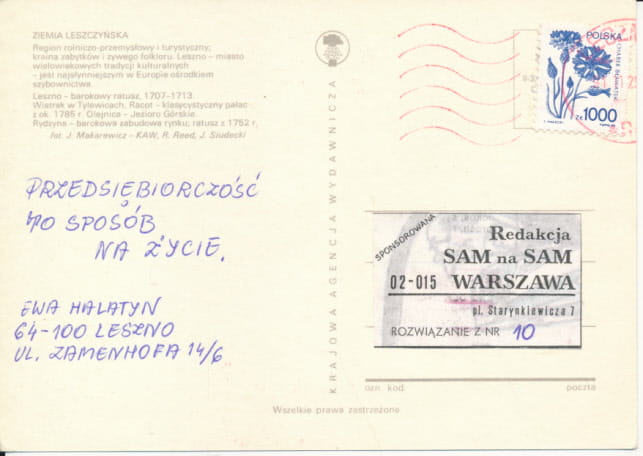 ZIEMIA LESZCZYŃSKA
Region rolniczo-przemysłowy i turystyczny;
kraina zabytków i żywego folkloru. Leszno – miasto
wielowiekowych tradycji kulturalnych
– jest najsłynniejszym w Europie ośrodkiem
szybownictwa.
Leszno – barokowy ratusz, 1707-1713.
Wiatrak w Tylewicach. Racot – klasycystyczny pałac
z ok. 1785 r. Olejnica – Jezioro Górskie.
Rydzyna – barokowa zabudowa rynku; ratusz z 1752 r.
fot. J. Makarewicz – KAW, R. Reed, J. Siudecki
PRZEDSIĘBIORCZOŚĆ
TO SPOSÓB
NA ŻYCIE.
EWA HALATYN
64-100 LESZNO
UL. ZAMENHOFA 14/6
KRAJOWA AGENCJA WYDAWNICZA
POLSKA
ZŁ 1000
SPONSOROWANA
Redakcja
SAM na SAM
02-015 WARSZAWA
pl. Starynkiewicza 7
ROZWIĄZANIE Z NR 10
ozn. kod. poczta
Wszelkie prawa zastrzeżone